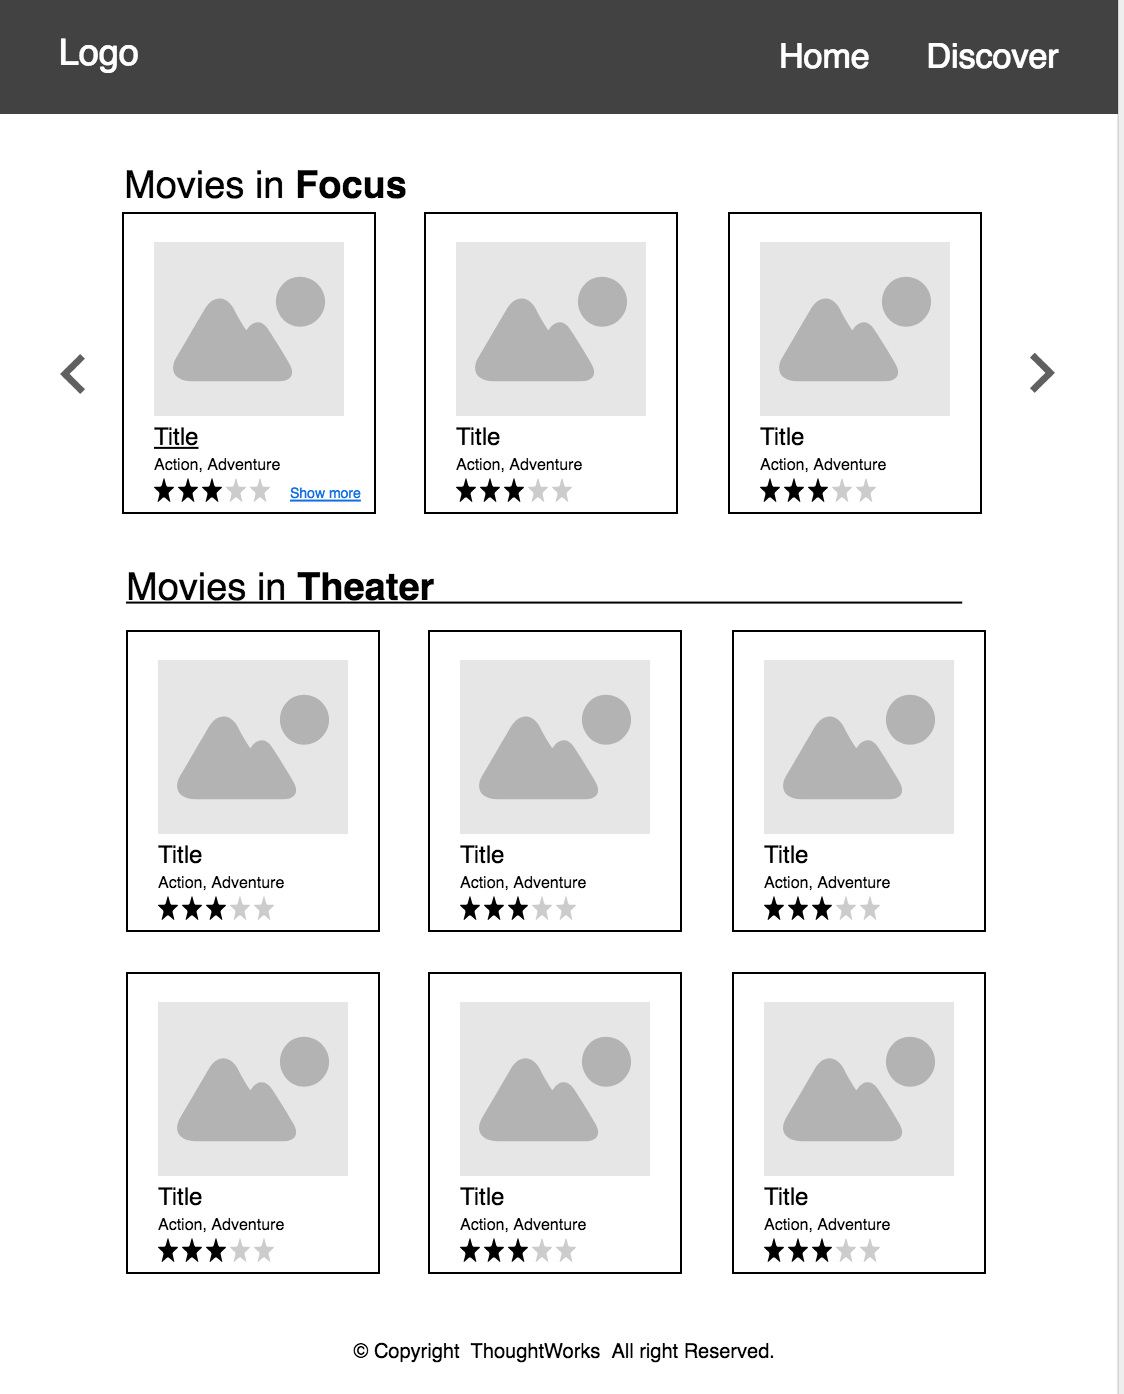 Logo
Home Discover
Movies in Focus
Title Title Title
Action, Adventure Action, Adventure Action, Adventure
Show more
Movies in Theater
Title Title Title
Action, Adventure Action, Adventure Action, Adventure
Title Title Title
Action, Adventure Action, Adventure Action, Adventure
© Copyright ThoughtWorks All right Reserved.